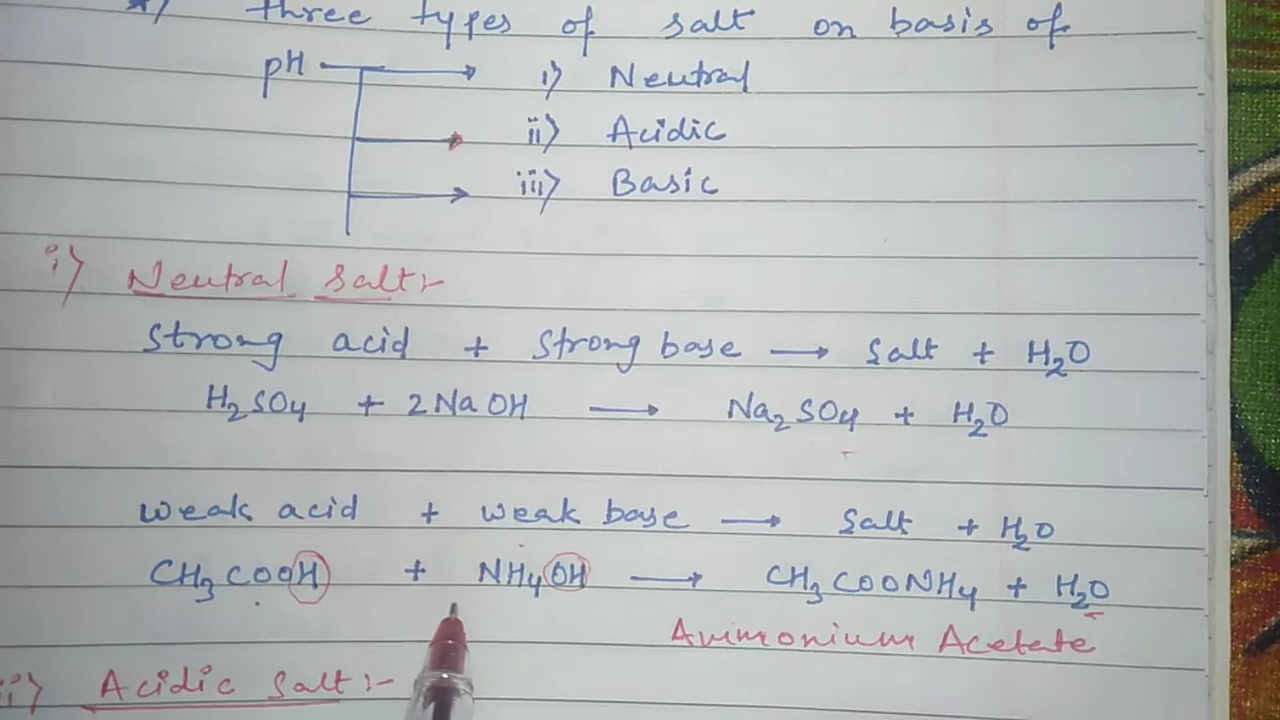 three types of salt on basis of
pH → i) Neutral
→ ii) Acidic
→ iii) Basic
i) Neutral Salt:-
Strong acid + Strong base → Salt + H₂O
H₂SO₄ + 2NaOH → Na₂SO₄ + H₂O
weak acid + weak base → Salt + H₂O
CH₃COOH + NH₄OH → CH₃COONH₄ + H₂O
Ammonium Acetate
ii) Acidic Salt:-